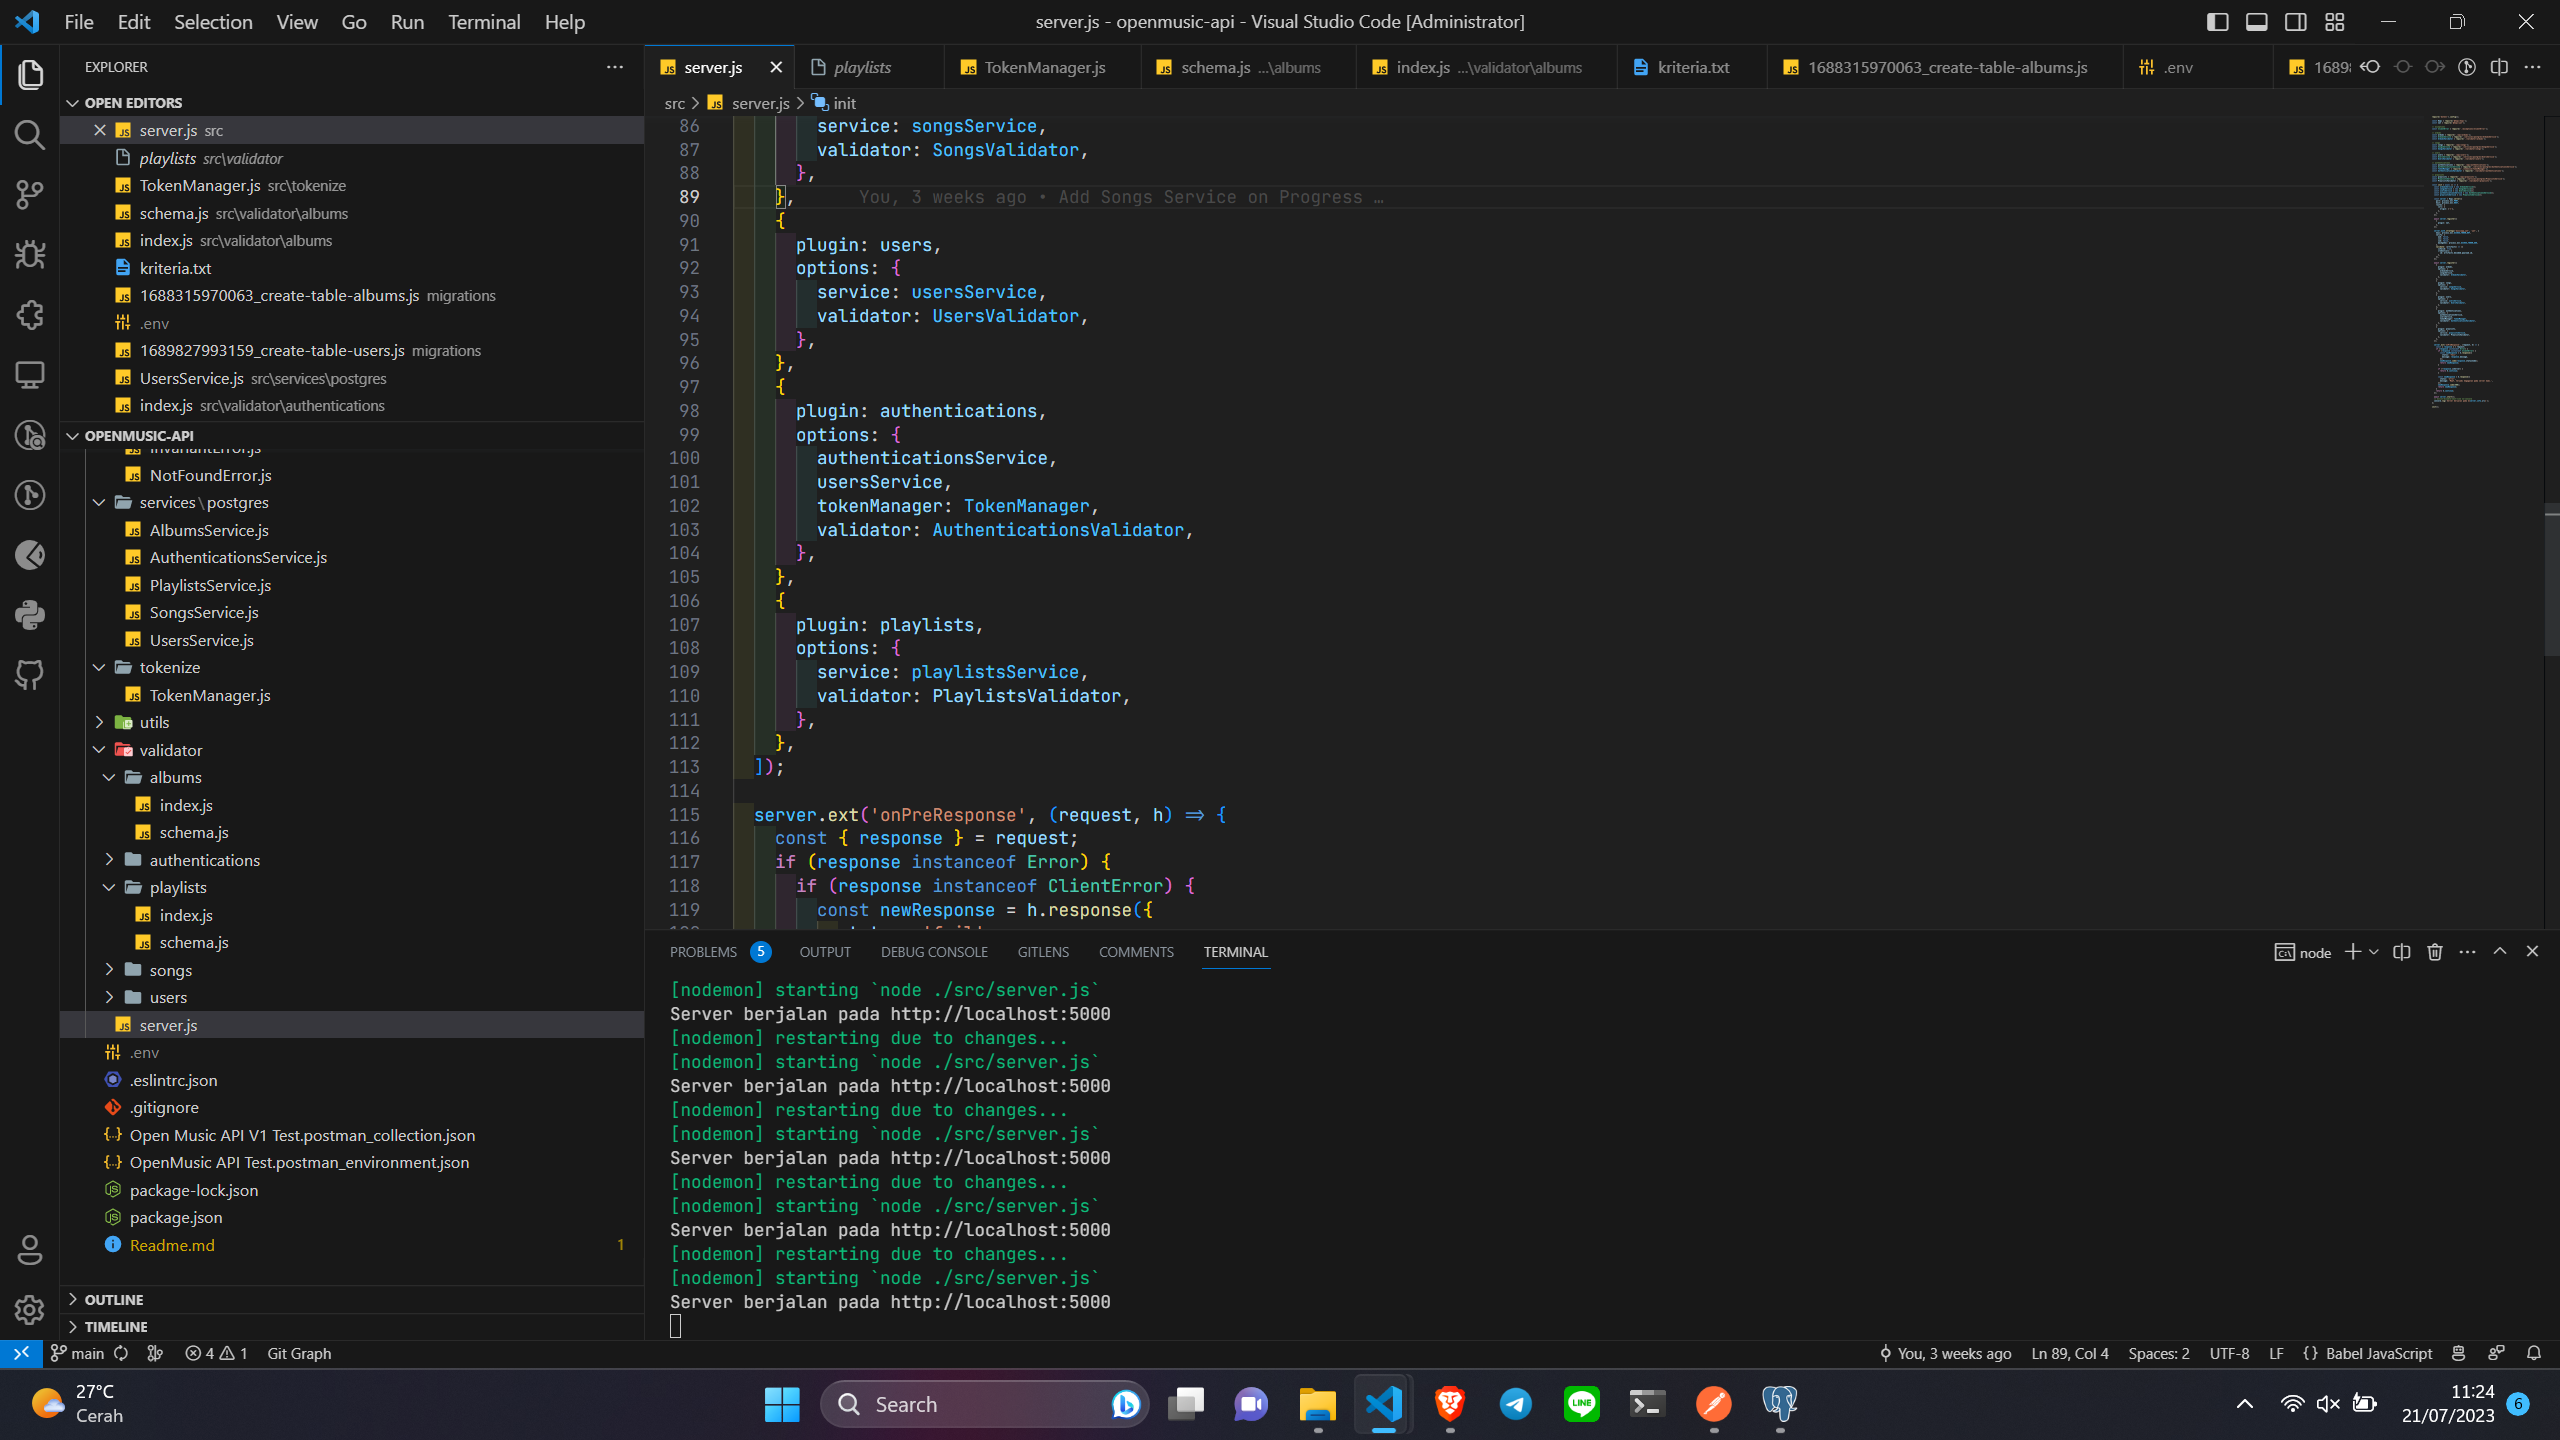 File Edit Selection View Go Run Terminal Help
server.js - openmusic-api - Visual Studio Code [Administrator]
EXPLORER
OPEN EDITORS
server.js src
playlists src\validator
TokenManager.js src\tokenize
schema.js src\validator\albums
index.js src\validator\albums
kriteria.txt
1688315970063_create-table-albums.js migrations
.env
1689827993159_create-table-users.js migrations
UsersService.js src\services\postgres
index.js src\validator\authentications
OPENMUSIC-API
InvariantError.js
NotFoundError.js
services\postgres
AlbumsService.js
AuthenticationsService.js
PlaylistsService.js
SongsService.js
UsersService.js
tokenize
TokenManager.js
utils
validator
albums
index.js
schema.js
authentications
playlists
index.js
schema.js
songs
users
server.js
.env
.eslintrc.json
.gitignore
Open Music API V1 Test.postman_collection.json
OpenMusic API Test.postman_environment.json
package-lock.json
package.json
Readme.md 1
OUTLINE
TIMELINE
server.js playlists TokenManager.js schema.js ...\albums index.js ...\validator\albums kriteria.txt 1688315970063_create-table-albums.js .env 1689
src > server.js > init
86 service: songsService,
87 validator: SongsValidator,
88 },
89 }, You, 3 weeks ago • Add Songs Service on Progress …
90 {
91 plugin: users,
92 options: {
93 service: usersService,
94 validator: UsersValidator,
95 },
96 },
97 {
98 plugin: authentications,
99 options: {
100 authenticationsService,
101 usersService,
102 tokenManager: TokenManager,
103 validator: AuthenticationsValidator,
104 },
105 },
106 {
107 plugin: playlists,
108 options: {
109 service: playlistsService,
110 validator: PlaylistsValidator,
111 },
112 },
113 ]);
114
115 server.ext('onPreResponse', (request, h) => {
116 const { response } = request;
117 if (response instanceof Error) {
118 if (response instanceof ClientError) {
119 const newResponse = h.response({
PROBLEMS 5 OUTPUT DEBUG CONSOLE GITLENS COMMENTS TERMINAL
node
[nodemon] starting `node ./src/server.js`
Server berjalan pada http://localhost:5000
[nodemon] restarting due to changes...
[nodemon] starting `node ./src/server.js`
Server berjalan pada http://localhost:5000
[nodemon] restarting due to changes...
[nodemon] starting `node ./src/server.js`
Server berjalan pada http://localhost:5000
[nodemon] restarting due to changes...
[nodemon] starting `node ./src/server.js`
Server berjalan pada http://localhost:5000
[nodemon] restarting due to changes...
[nodemon] starting `node ./src/server.js`
Server berjalan pada http://localhost:5000
main 4 1 Git Graph
You, 3 weeks ago Ln 89, Col 4 Spaces: 2 UTF-8 LF {} Babel JavaScript
27°C
Cerah
Search
LINE
11:24
21/07/2023
6